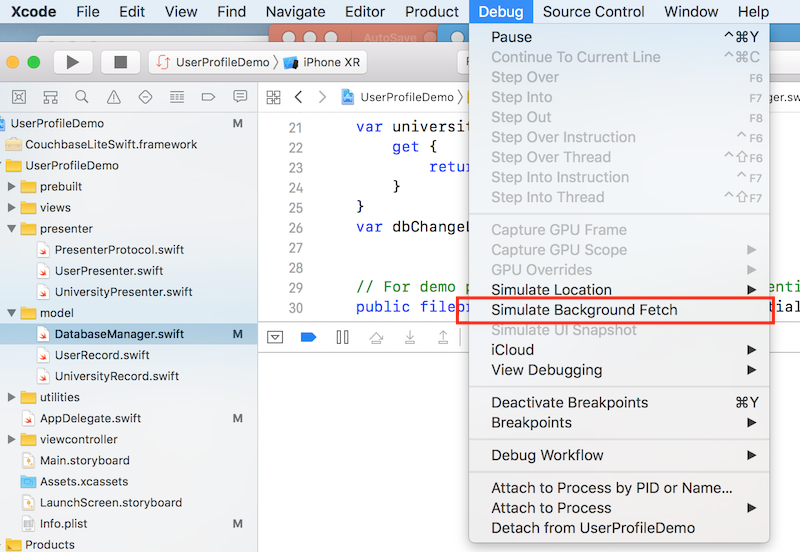 Xcode File Edit View Find Navigate Editor Product Debug Source Control Window Help
AutoSave
UserProfileDemo iPhone XR
UserProfileDemo
UserProfileDemo M
CouchbaseLiteSwift.framework
UserProfileDemo
prebuilt
views
presenter
PresenterProtocol.swift
UserPresenter.swift
UniversityPresenter.swift
model
DatabaseManager.swift M
UserRecord.swift
UniversityRecord.swift
utilities
AppDelegate.swift M
viewcontroller
Main.storyboard
Assets.xcassets
LaunchScreen.storyboard
Info.plist M
Products
21 var universit
22 get {
23 retu
24 }
25 }
26 var dbChangeL
27
28
29 // For demo p
30 public filep
Pause ^⌘Y
Continue To Current Line ^⌘C
Step Over F6
Step Into F7
Step Out F8
Step Over Instruction ^F6
Step Over Thread ^⇧F6
Step Into Instruction ^F7
Step Into Thread ^⇧F7
Capture GPU Frame
Capture GPU Scope
GPU Overrides
Simulate Location
Simulate Background Fetch
Simulate UI Snapshot
iCloud
View Debugging
Deactivate Breakpoints ⌘Y
Breakpoints
Debug Workflow
Attach to Process by PID or Name...
Attach to Process
Detach from UserProfileDemo
ger.sw
enti
tial